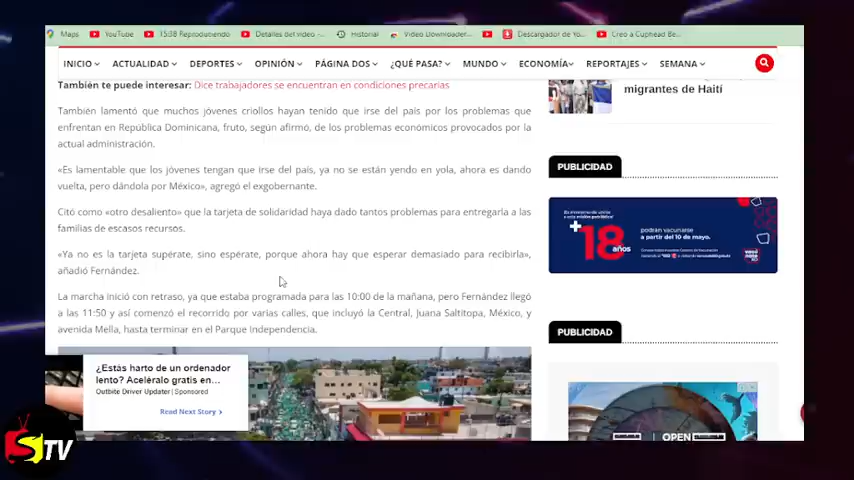 Maps YouTube 15:38 Reproduciendo Detalles del video - Historial Video Downloader... Descargador de Yo... Creo a Cuphead Be...
INICIO ACTUALIDAD DEPORTES OPINIÓN PÁGINA DOS ¿QUÉ PASA? MUNDO ECONOMÍA REPORTAJES SEMANA
También te puede interesar: Dice trabajadores se encuentran en condiciones precarias
También lamentó que muchos jóvenes criollos hayan tenido que irse del país por los problemas que
enfrentan en República Dominicana, fruto, según afirmó, de los problemas económicos provocados por la
actual administración.
«Es lamentable que los jóvenes tengan que irse del país, ya no se están yendo en yola, ahora es dando
vuelta, pero dándola por México», agregó el exgobernante.
Citó como «otro desaliento» que la tarjeta de solidaridad haya dado tantos problemas para entregarla a las
familias de escasos recursos.
«Ya no es la tarjeta supérate, sino espérate, porque ahora hay que esperar demasiado para recibirla»,
añadió Fernández.
La marcha inició con retraso, ya que estaba programada para las 10:00 de la mañana, pero Fernández llegó
a las 11:50 y así comenzó el recorrido por varias calles, que incluyó la Central, Juana Saltitopa, México, y
avenida Mella, hasta terminar en el Parque Independencia.
¿Estás harto de un ordenador
lento? Aceléralo gratis en...
Outbite Driver Updater | Sponsored
Read Next Story
migrantes de Haití
PUBLICIDAD
+18
años
podrán vacunarse
a partir del 10 de mayo.
PUBLICIDAD
OPEN
S TV